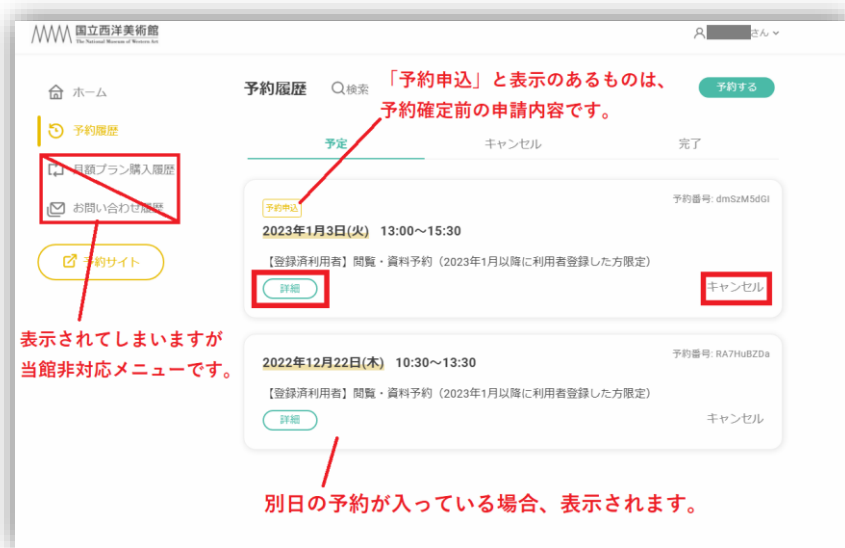 国立西洋美術館
The National Museum of Western Art
さん
ホーム
予約履歴
月額プラン購入履歴
お問い合わせ履歴
予約サイト
表示されてしまいますが
当館非対応メニューです。
予約履歴 検索
予約する
「予約申込」と表示のあるものは、
予約確定前の申請内容です。
予定 キャンセル 完了
予約申込
予約番号: dmSzM5dGI
2023年1月3日(火) 13:00～15:30
【登録済利用者】閲覧・資料予約（2023年1月以降に利用者登録した方限定）
詳細 キャンセル
予約番号: RA7HuBZDa
2022年12月22日(木) 10:30～13:30
【登録済利用者】閲覧・資料予約（2023年1月以降に利用者登録した方限定）
詳細 キャンセル
別日の予約が入っている場合、表示されます。